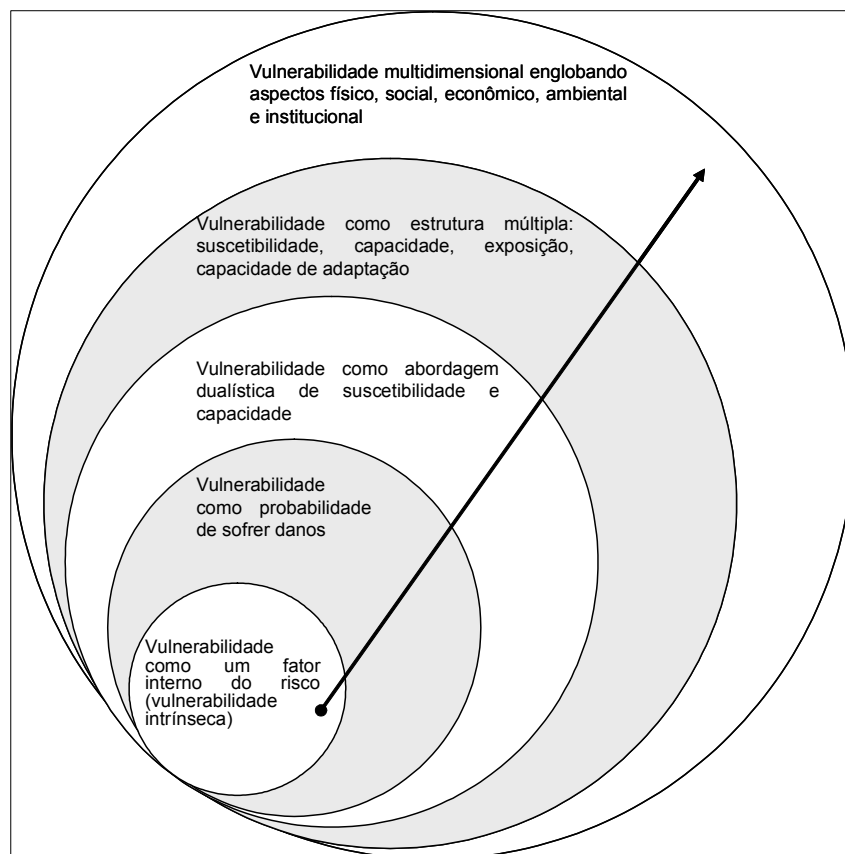 Vulnerabilidade multidimensional englobando
aspectos físico, social, econômico, ambiental
e institucional
Vulnerabilidade como estrutura múltipla:
suscetibilidade, capacidade, exposição,
capacidade de adaptação
Vulnerabilidade como abordagem
dualística de suscetibilidade e
capacidade
Vulnerabilidade
como probabilidade
de sofrer danos
Vulnerabilidade
como um fator
interno do risco
(vulnerabilidade
intrínseca)